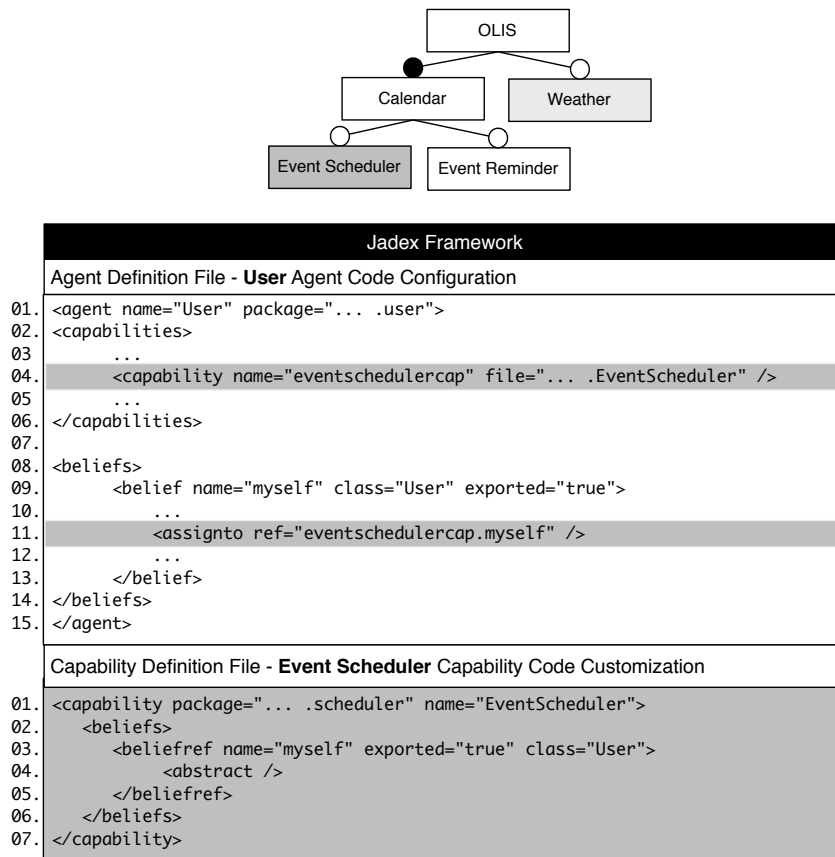 OLIS
Calendar
Weather
Event Scheduler
Event Reminder
Jadex Framework
Agent Definition File - User Agent Code Configuration
01. <agent name="User" package="... .user">
02. <capabilities>
03 ...
04. <capability name="eventschedulercap" file="... .EventScheduler" />
05 ...
06. </capabilities>
07.
08. <beliefs>
09. <belief name="myself" class="User" exported="true">
10. ...
11. <assignto ref="eventschedulercap.myself" />
12. ...
13. </belief>
14. </beliefs>
15. </agent>
Capability Definition File - Event Scheduler Capability Code Customization
01. <capability package="... .scheduler" name="EventScheduler">
02. <beliefs>
03. <beliefref name="myself" exported="true" class="User">
04. <abstract />
05. </beliefref>
06. </beliefs>
07. </capability>